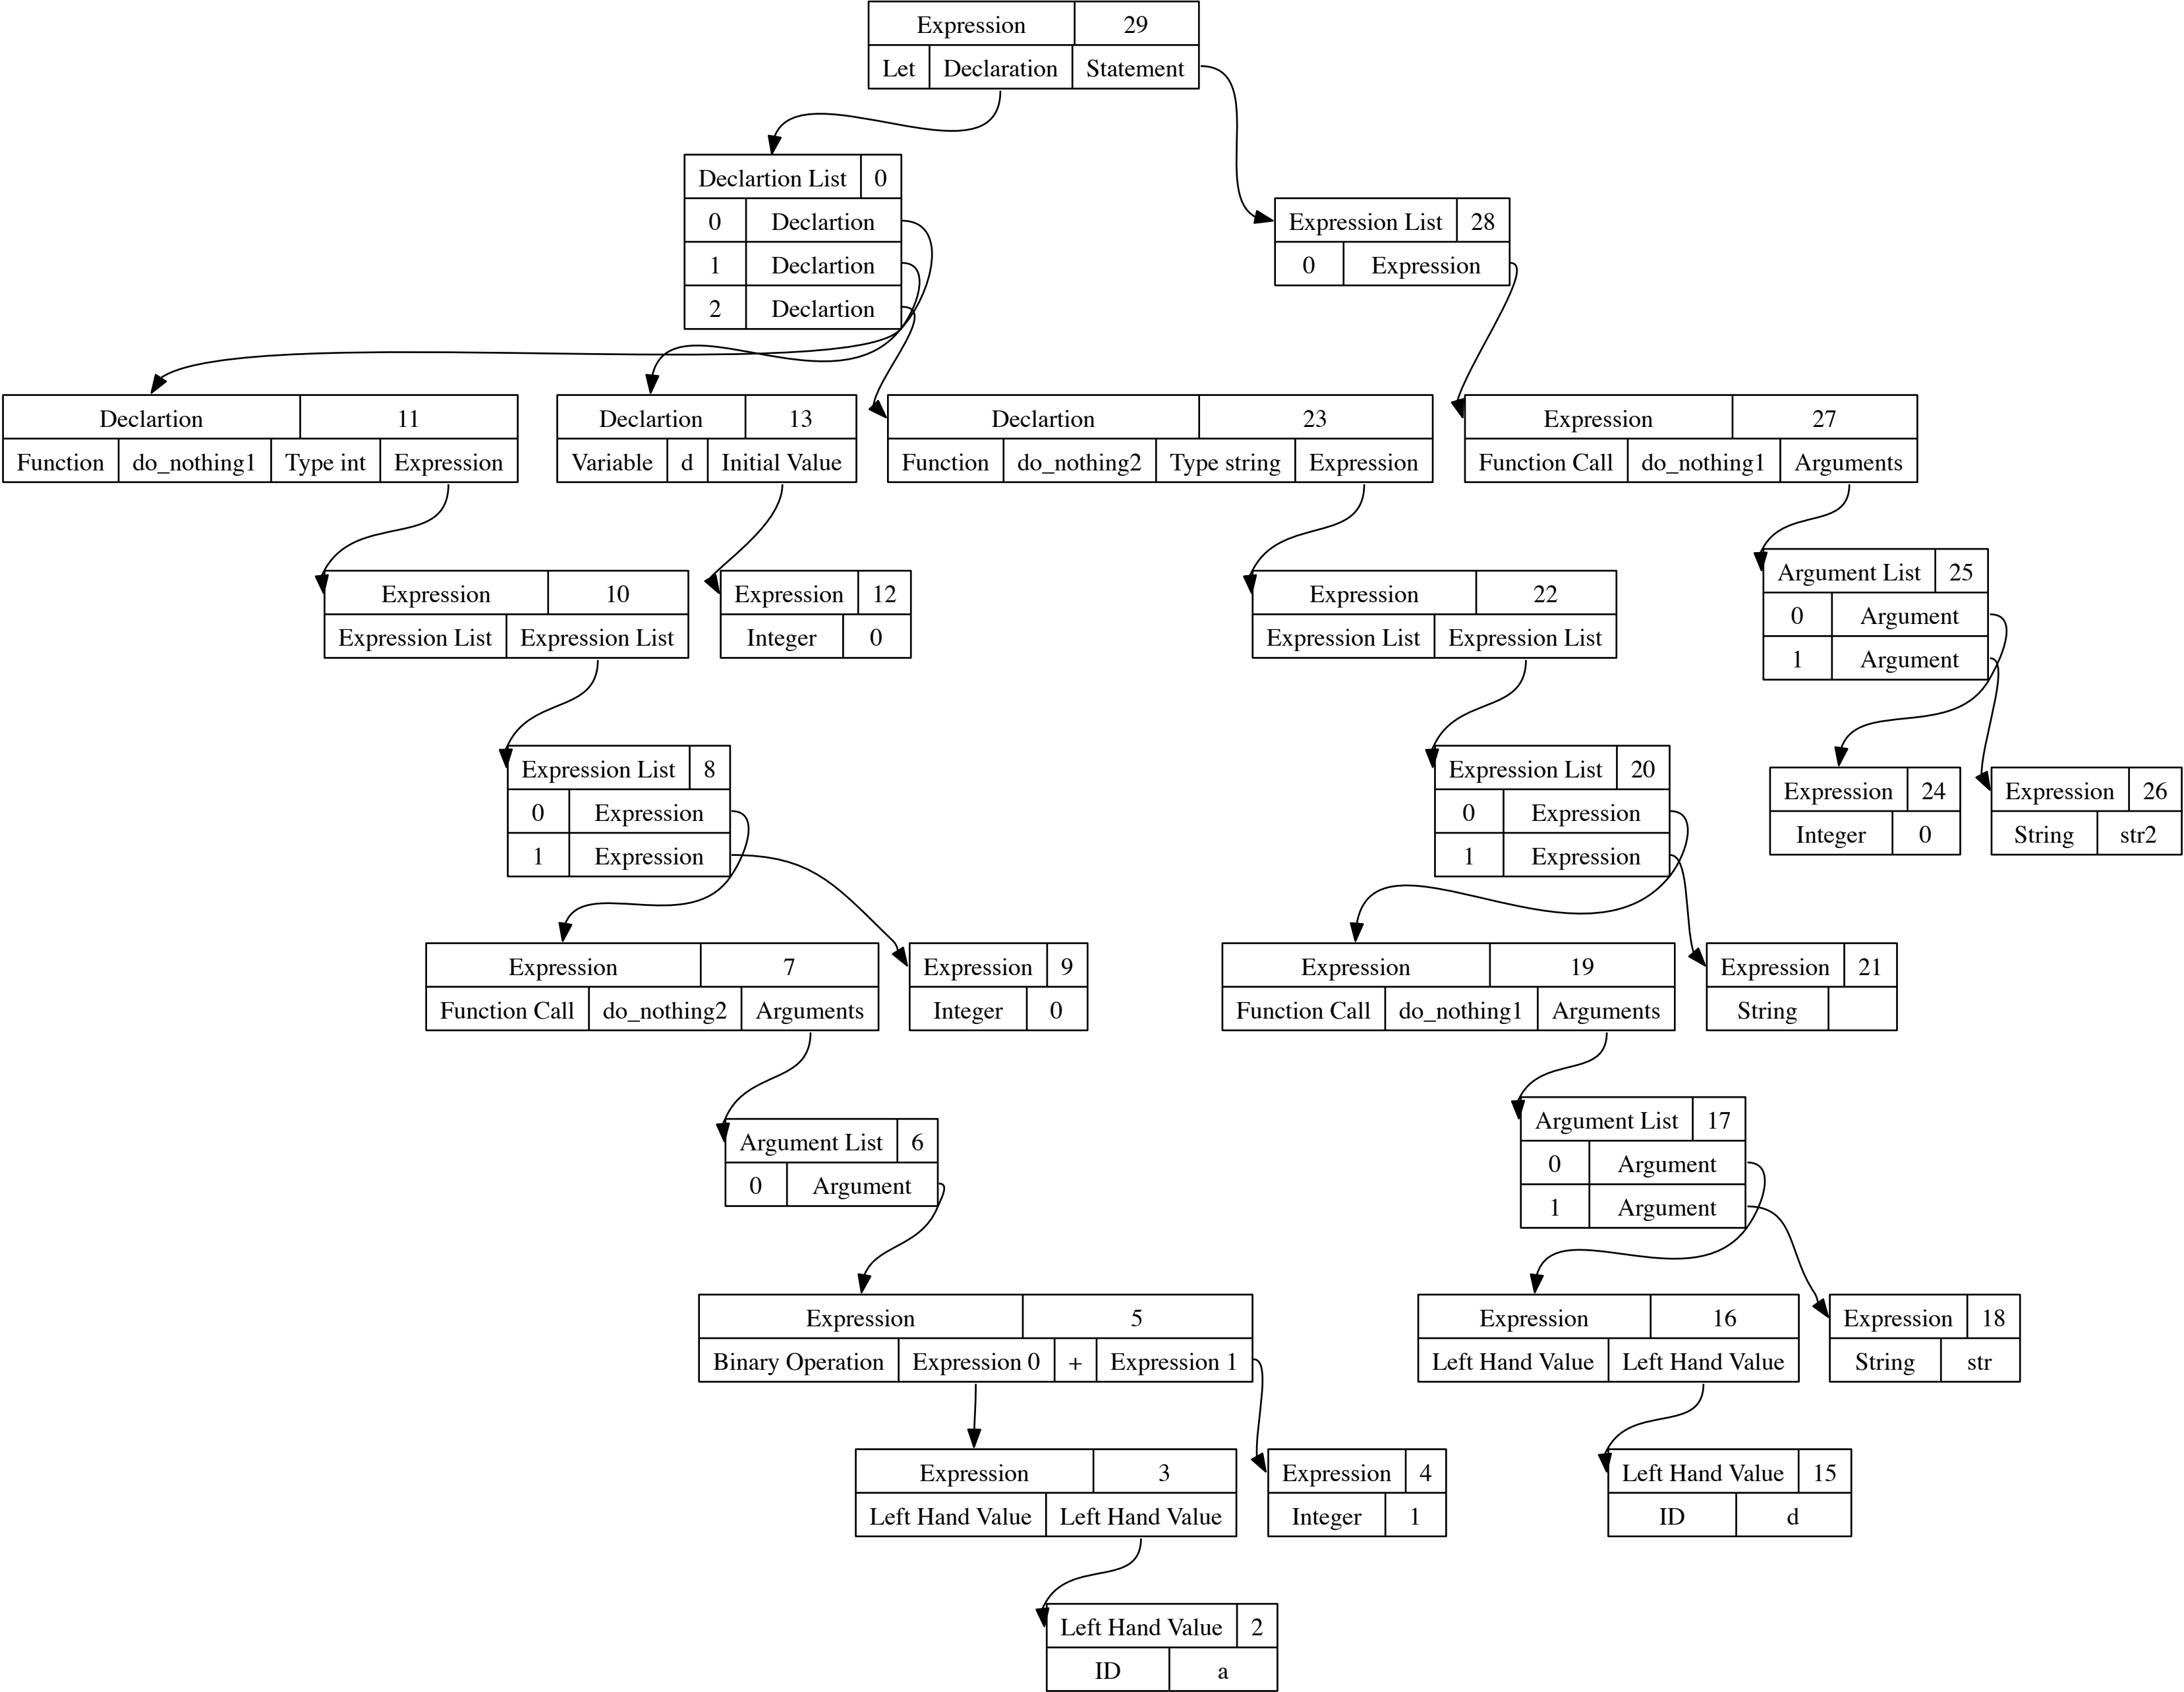 Expression 29
Let Declaration Statement
Declartion List 0
0 Declartion
1 Declartion
2 Declartion
Expression List 28
0 Expression
Declartion 11
Function do_nothing1 Type int Expression
Declartion 13
Variable d Initial Value
Declartion 23
Function do_nothing2 Type string Expression
Expression 27
Function Call do_nothing1 Arguments
Expression 10
Expression List Expression List
Expression 12
Integer 0
Expression 22
Expression List Expression List
Argument List 25
0 Argument
1 Argument
Expression List 8
0 Expression
1 Expression
Expression List 20
0 Expression
1 Expression
Expression 24
Integer 0
Expression 26
String str2
Expression 7
Function Call do_nothing2 Arguments
Expression 9
Integer 0
Expression 19
Function Call do_nothing1 Arguments
Expression 21
String
Argument List 6
0 Argument
Argument List 17
0 Argument
1 Argument
Expression 5
Binary Operation Expression 0 + Expression 1
Expression 16
Left Hand Value Left Hand Value
Expression 18
String str
Expression 3
Left Hand Value Left Hand Value
Expression 4
Integer 1
Left Hand Value 15
ID d
Left Hand Value 2
ID a